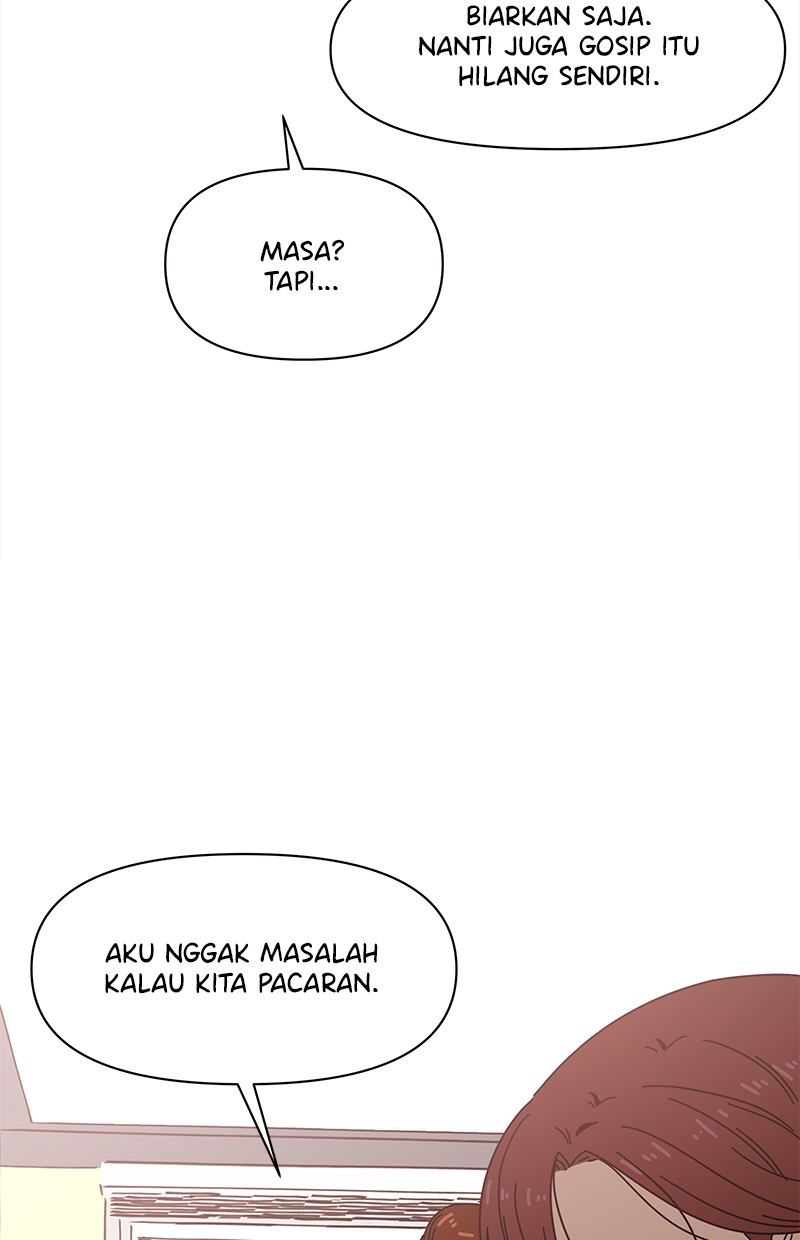 BIARKAN SAJA.
NANTI JUGA GOSIP ITU
HILANG SENDIRI.
MASA?
TAPI...
AKU NGGAK MASALAH
KALAU KITA PACARAN.